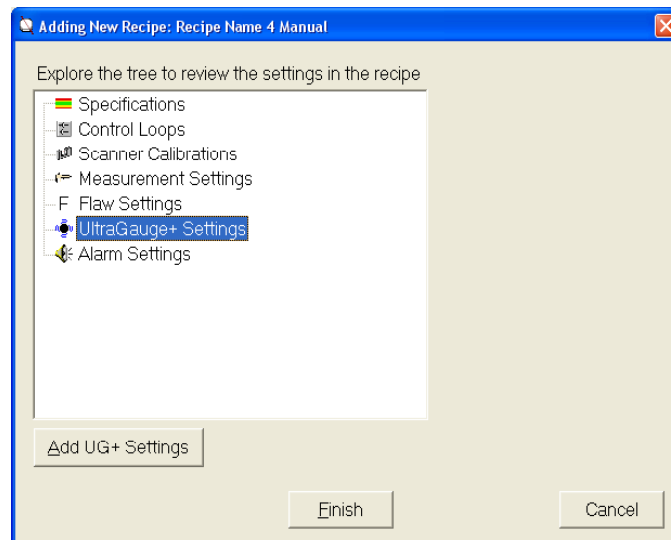 Adding New Recipe: Recipe Name 4 Manual
Explore the tree to review the settings in the recipe
Specifications
Control Loops
Scanner Calibrations
Measurement Settings
F Flaw Settings
UltraGauge+ Settings
Alarm Settings
Add UG+ Settings
Finish Cancel